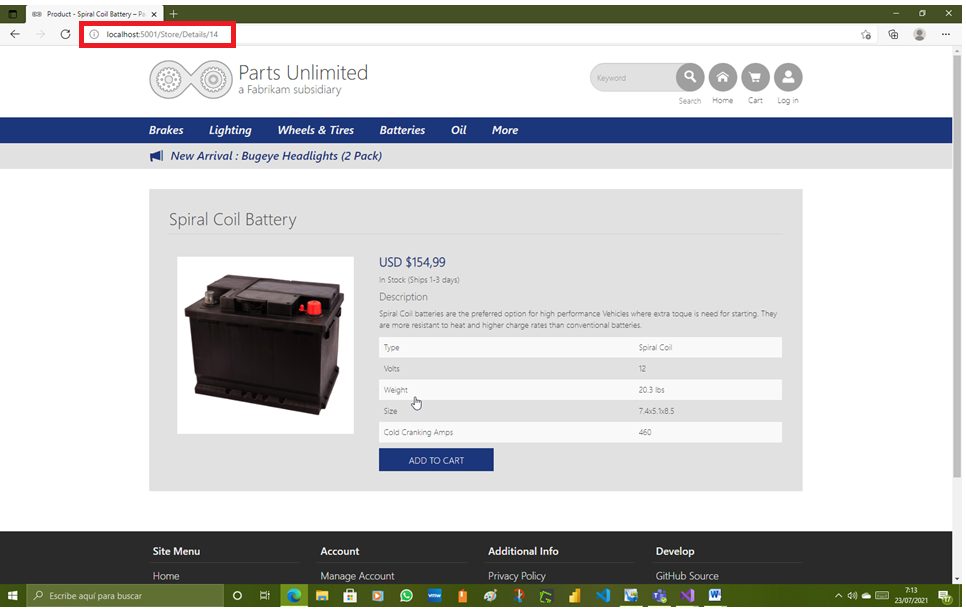 Product - Spiral Coil Battery – Pa
localhost:5001/Store/Details/14
Parts Unlimited
a Fabrikam subsidiary
Keyword
Search Home Cart Log in
Brakes Lighting Wheels & Tires Batteries Oil More
New Arrival : Bugeye Headlights (2 Pack)
Spiral Coil Battery
USD $154,99
In Stock (Ships 1-3 days)
Description
Spiral Coil batteries are the preferred option for high performance Vehicles where extra toque is need for starting. They
are more resistant to heat and higher charge rates than conventional batteries.
Type Spiral Coil
Volts 12
Weight 20.3 lbs
Size 7.4x5.1x8.5
Cold Cranking Amps 460
ADD TO CART
Site Menu Account Additional Info Develop
Home Manage Account Privacy Policy GitHub Source
Escribe aquí para buscar
7:13
23/07/2021